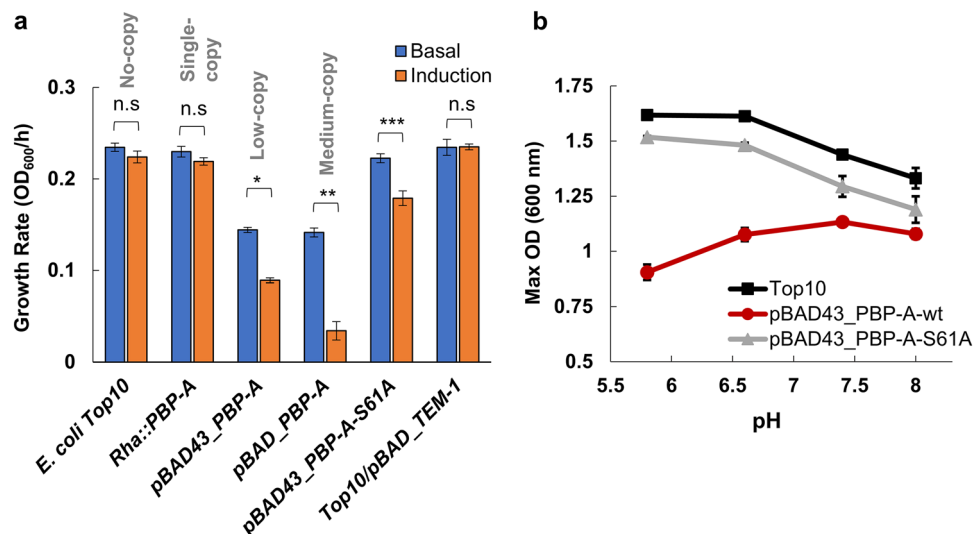 a
No-copy
Single-
copy
Low-copy
Medium-copy
Basal
Induction
n.s
n.s
*
**
***
n.s
Growth Rate (OD600/h)
0.3
0.2
0.1
0
E. coli Top10
Rha::PBP-A
pBAD43_PBP-A
pBAD_PBP-A
pBAD43_PBP-A-S61A
Top10/pBAD_TEM-1
b
Max OD (600 nm)
1.75
1.5
1.25
1
0.75
0.5
Top10
pBAD43_PBP-A-wt
pBAD43_PBP-A-S61A
5.5 6 6.5 7 7.5 8
pH